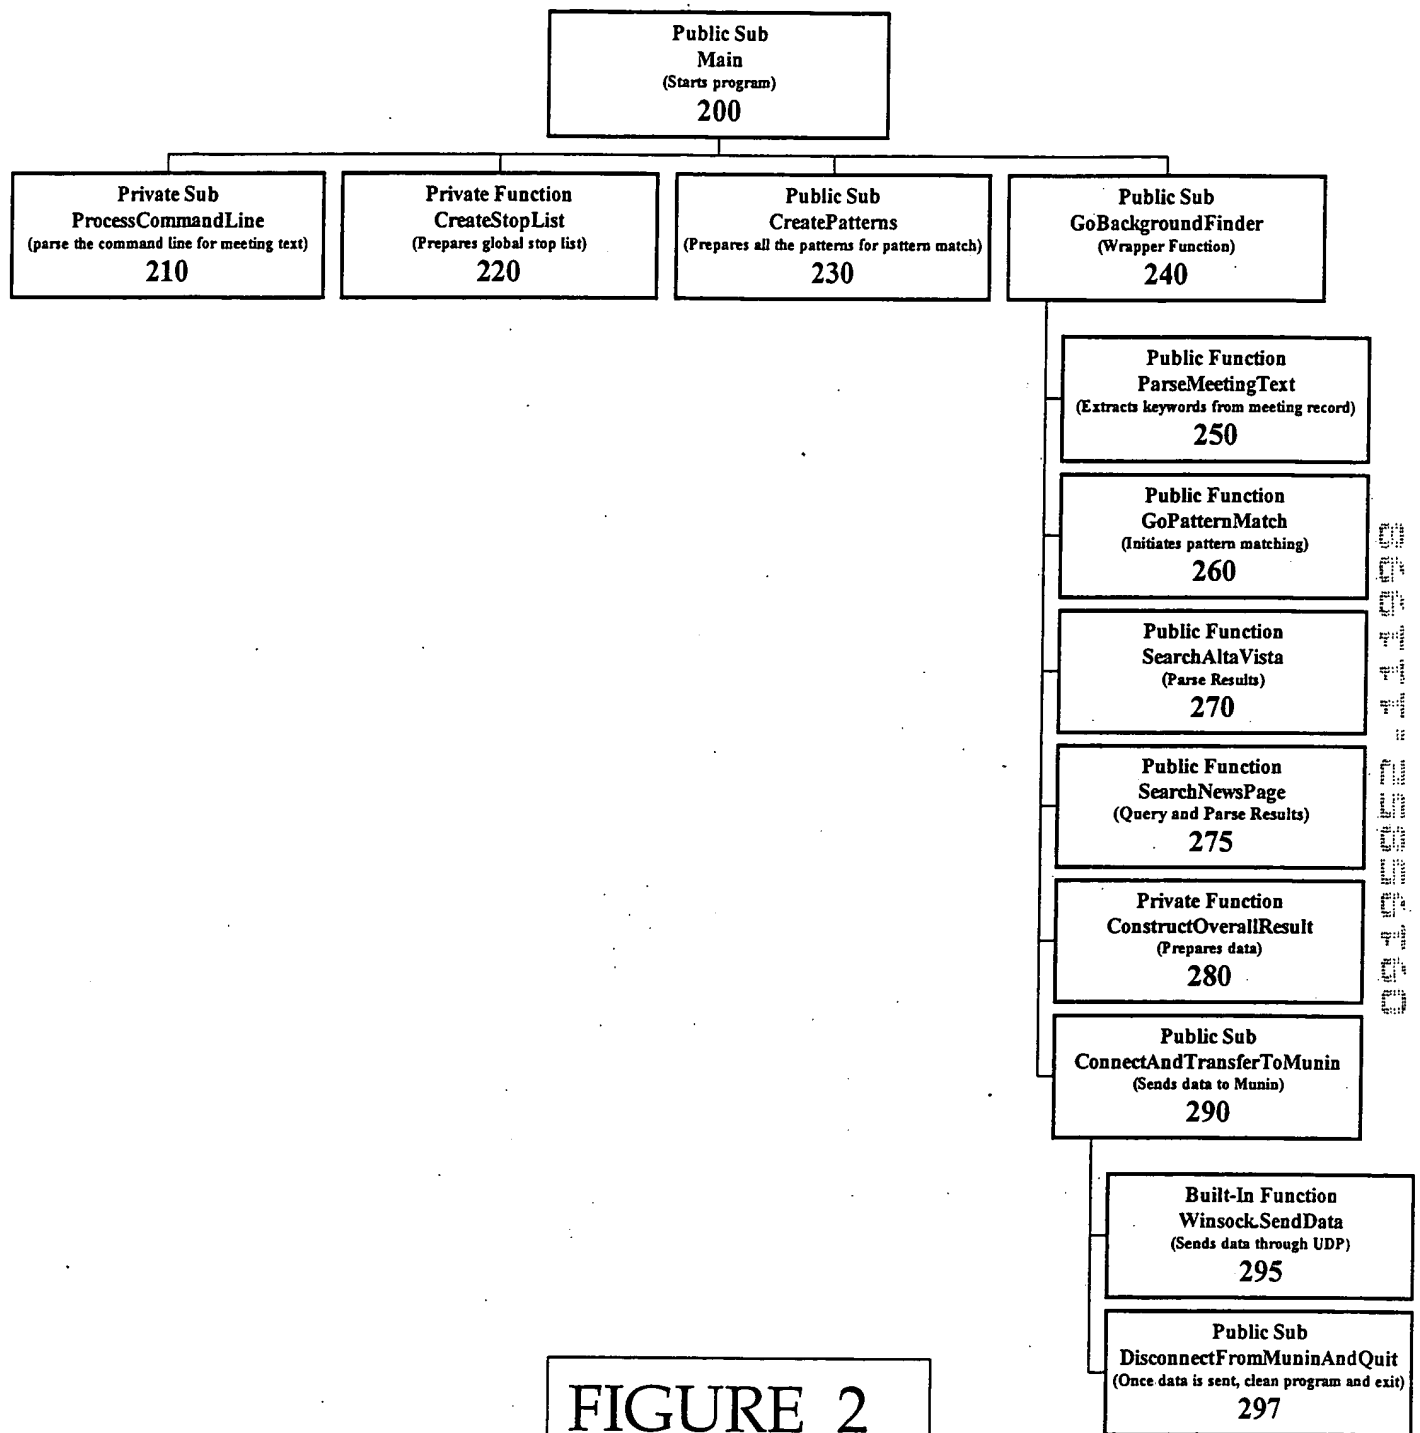 Public Sub
Main
(Starts program)
200
Private Sub
ProcessCommandLine
(parse the command line for meeting text)
210
Private Function
CreateStopList
(Prepares global stop list)
220
Public Sub
CreatePatterns
(Prepares all the patterns for pattern match)
230
Public Sub
GoBackgroundFinder
(Wrapper Function)
240
Public Function
ParseMeetingText
(Extracts keywords from meeting record)
250
Public Function
GoPatternMatch
(Initiates pattern matching)
260
Public Function
SearchAltaVista
(Parse Results)
270
Public Function
SearchNewsPage
(Query and Parse Results)
275
Private Function
ConstructOverallResult
(Prepares data)
280
Public Sub
ConnectAndTransferToMunin
(Sends data to Munin)
290
Built-In Function
Winsock.SendData
(Sends data through UDP)
295
Public Sub
DisconnectFromMuninAndQuit
(Once data is sent, clean program and exit)
297
FIGURE 2